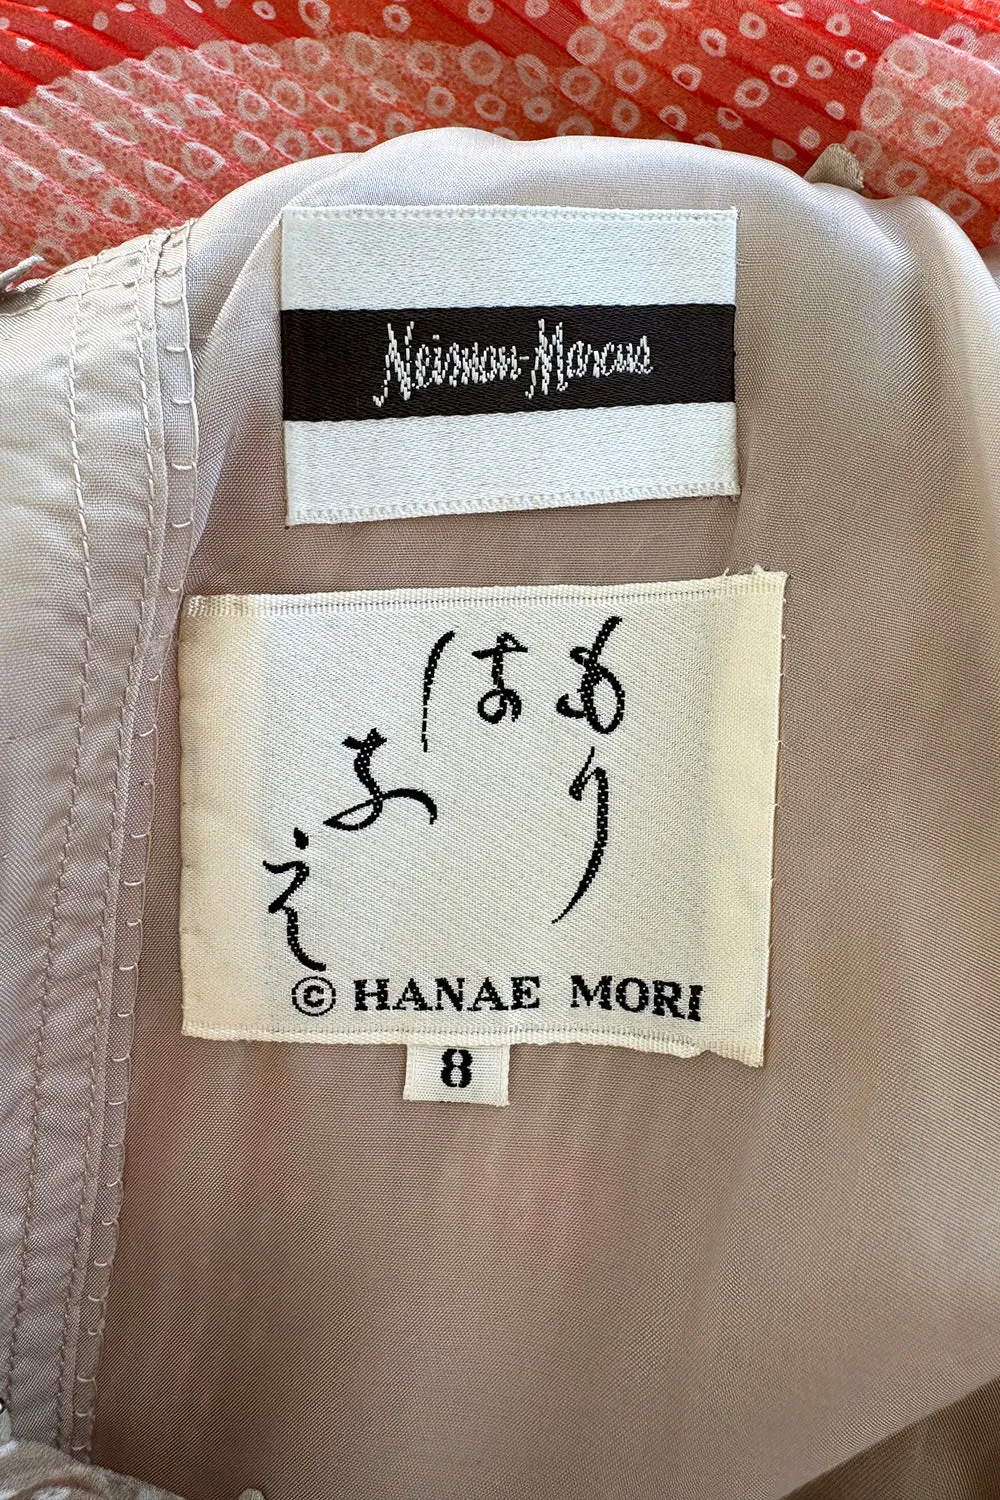 Neiman-Marcus
もり
はなえ
© HANAE MORI
8